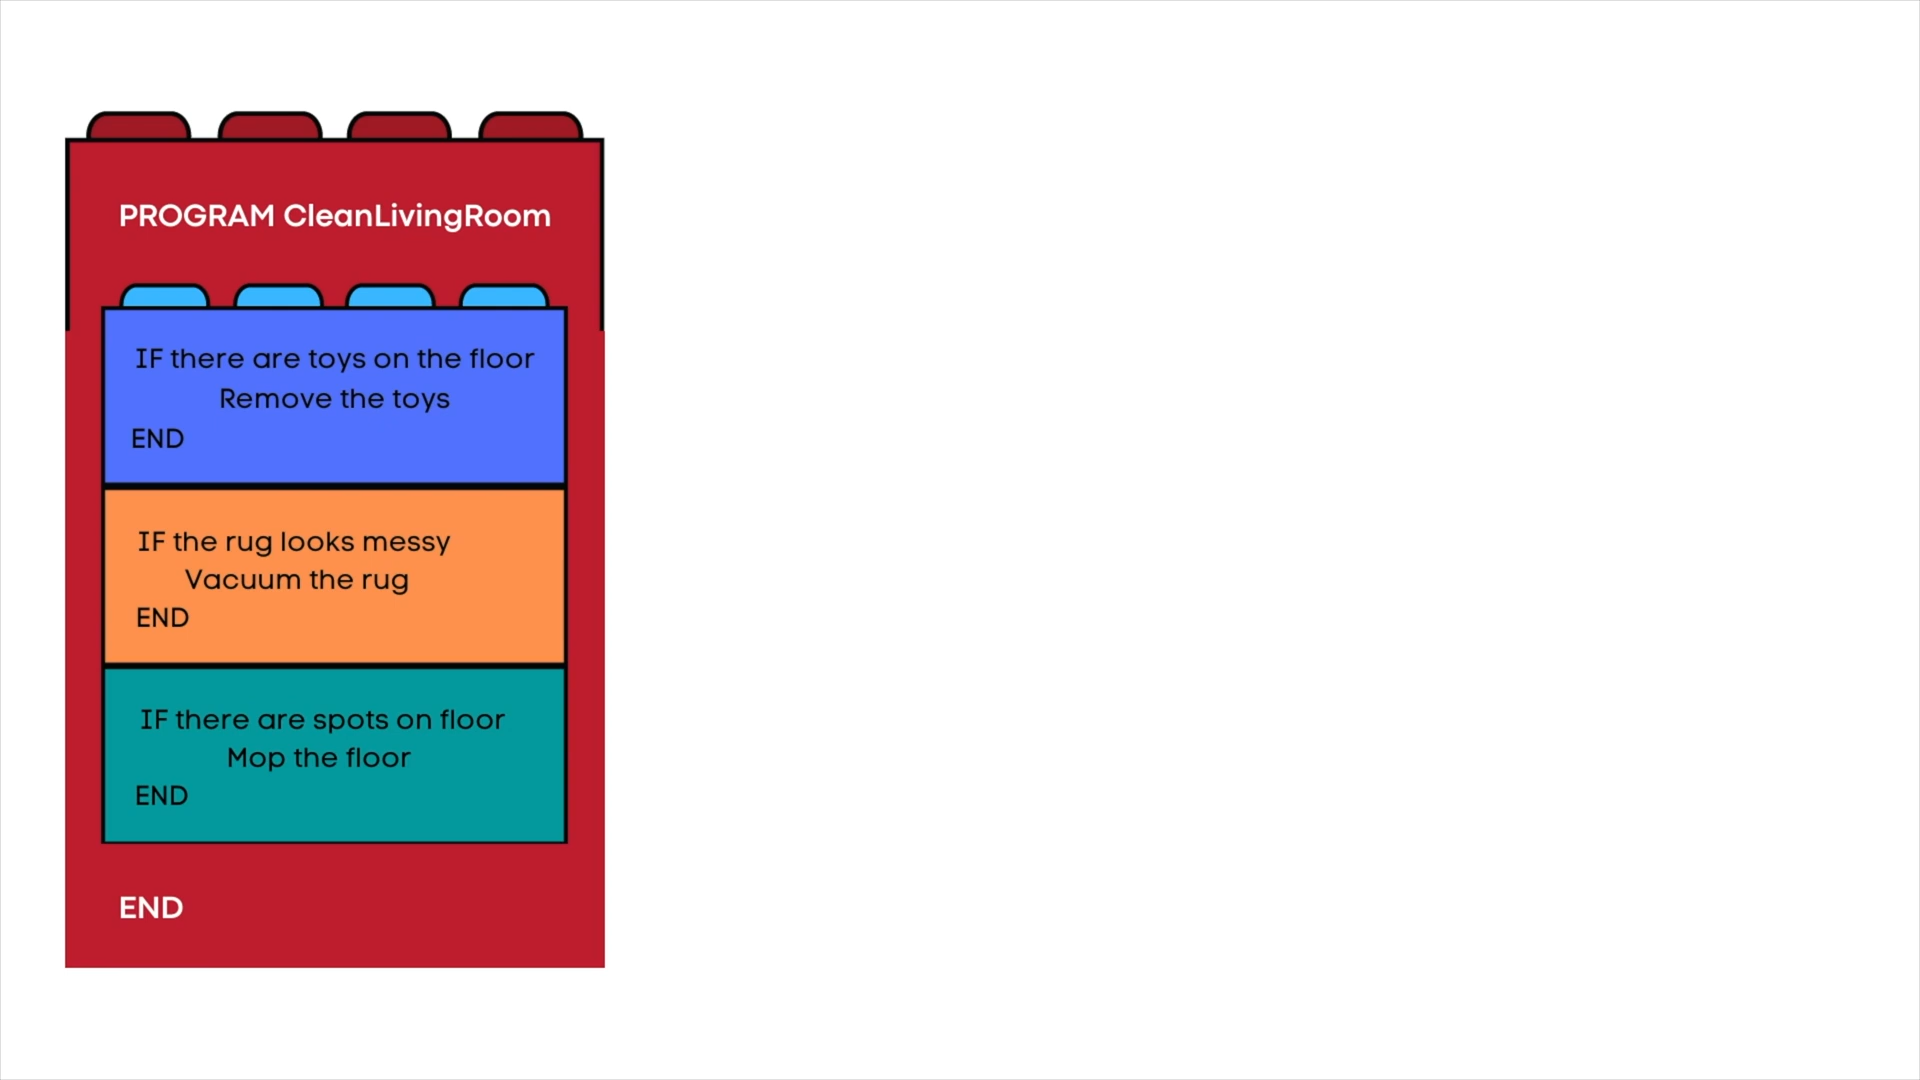 PROGRAM CleanLivingRoom
IF there are toys on the floor
Remove the toys
END
IF the rug looks messy
Vacuum the rug
END
IF there are spots on floor
Mop the floor
END
END